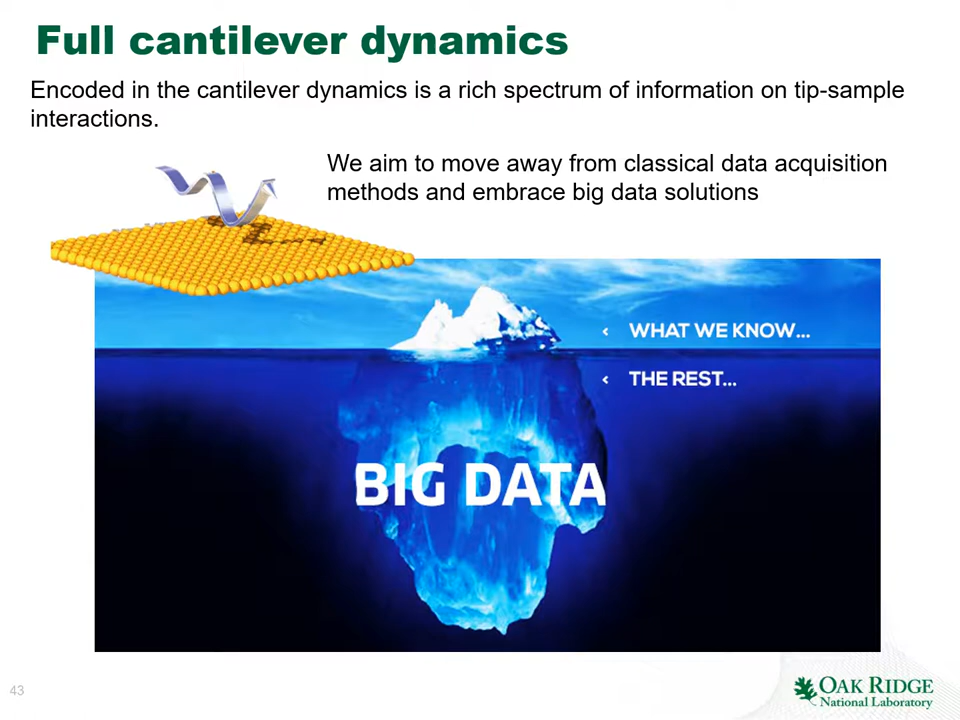 Full cantilever dynamics
Encoded in the cantilever dynamics is a rich spectrum of information on tip-sample
interactions.
We aim to move away from classical data acquisition
methods and embrace big data solutions
‹ WHAT WE KNOW...
‹ THE REST...
BIG DATA
43
OAK RIDGE
National Laboratory